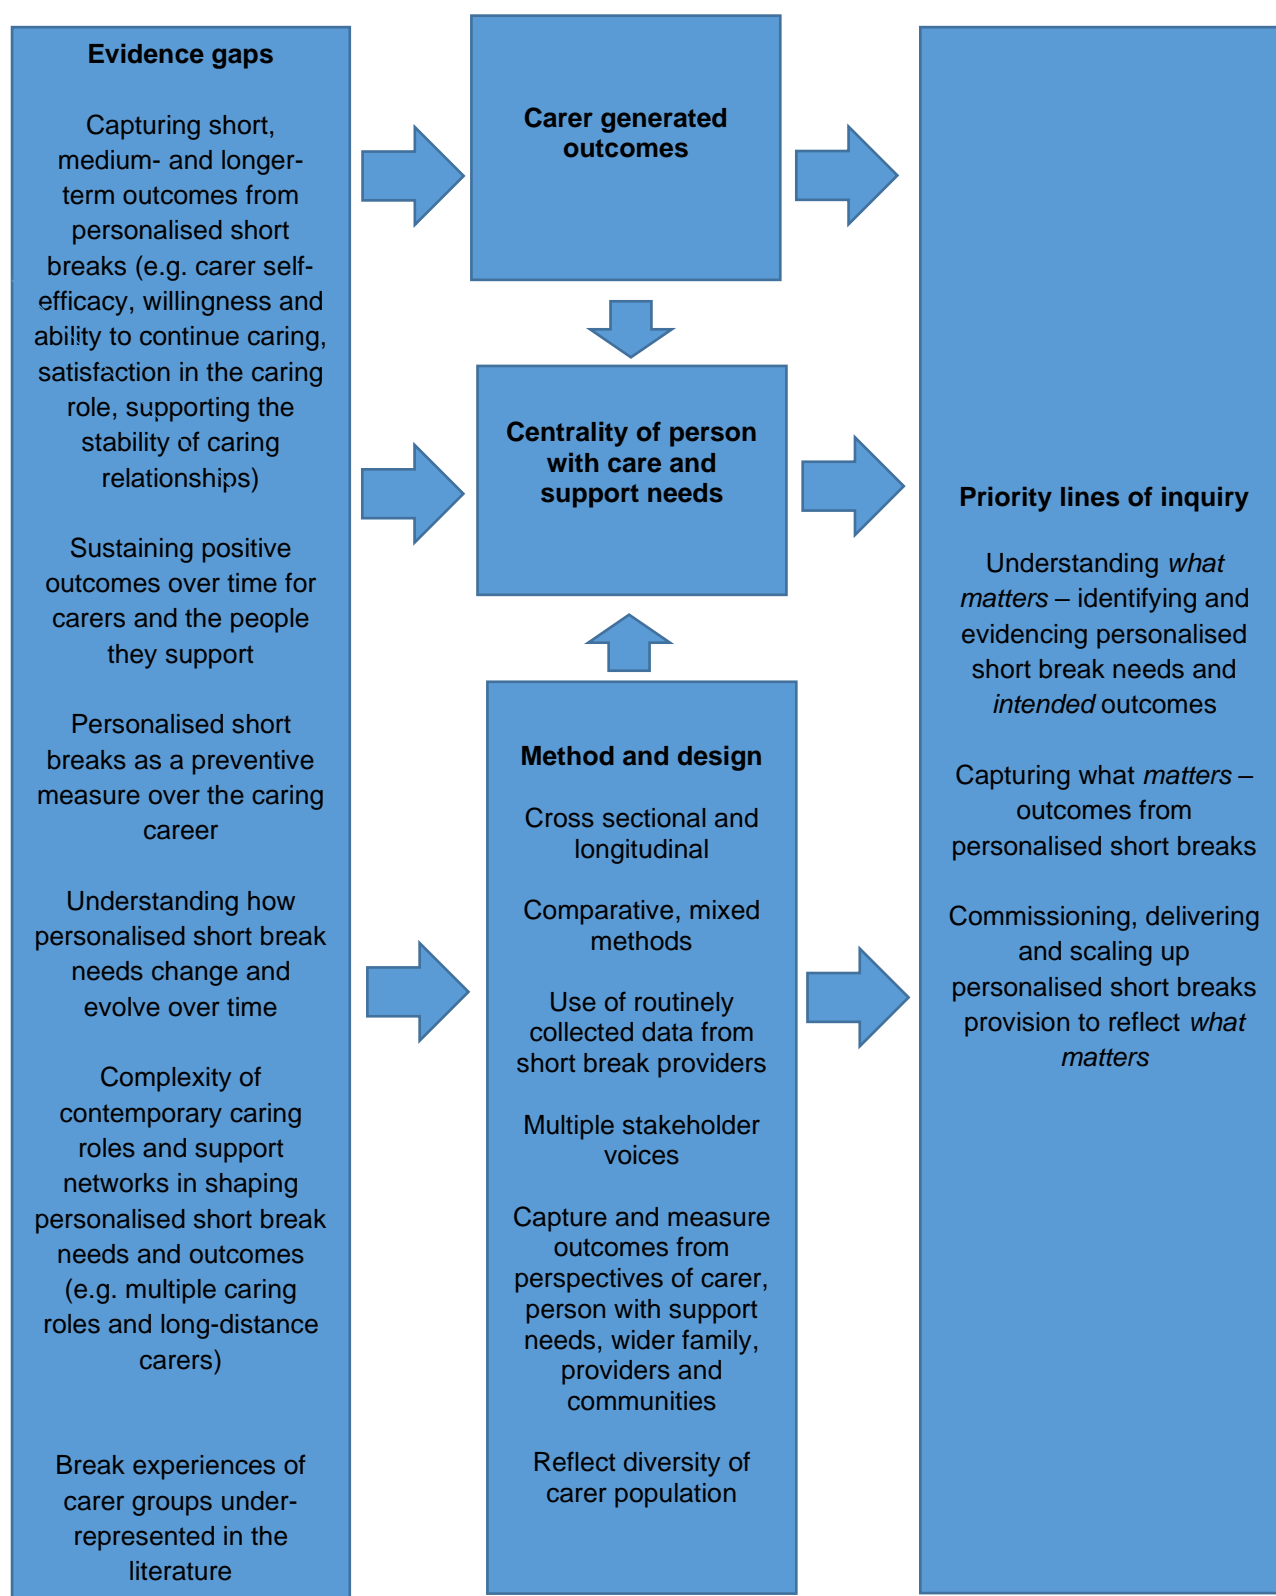 Evidence gaps
Capturing short,
medium- and longer-
term outcomes from
personalised short
breaks (e.g. carer self-
efficacy, willingness and
ability to continue caring,
satisfaction in the caring
role, supporting the
stability of caring
relationships)
Sustaining positive
outcomes over time for
carers and the people
they support
Personalised short
breaks as a preventive
measure over the caring
career
Understanding how
personalised short break
needs change and
evolve over time
Complexity of
contemporary caring
roles and support
networks in shaping
personalised short break
needs and outcomes
(e.g. multiple caring
roles and long-distance
carers)
Break experiences of
carer groups under-
represented in the
literature
Carer generated
outcomes
Centrality of person
with care and
support needs
Method and design
Cross sectional and
longitudinal
Comparative, mixed
methods
Use of routinely
collected data from
short break providers
Multiple stakeholder
voices
Capture and measure
outcomes from
perspectives of carer,
person with support
needs, wider family,
providers and
communities
Reflect diversity of
carer population
Priority lines of inquiry
Understanding what
matters – identifying and
evidencing personalised
short break needs and
intended outcomes
Capturing what matters –
outcomes from
personalised short breaks
Commissioning, delivering
and scaling up
personalised short breaks
provision to reflect what
matters